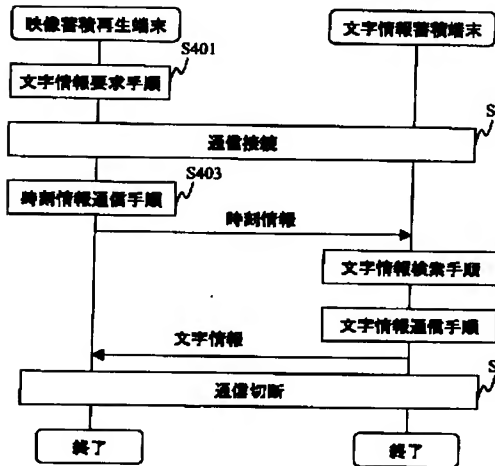 映像蓄積再生端末
文字情報蓄積端末
S401
文字情報要求手順
S
通信接続
S403
時刻情報通信手順
時刻情報
文字情報検索手順
文字情報通信手順
文字情報
S
通信切断
終了
終了